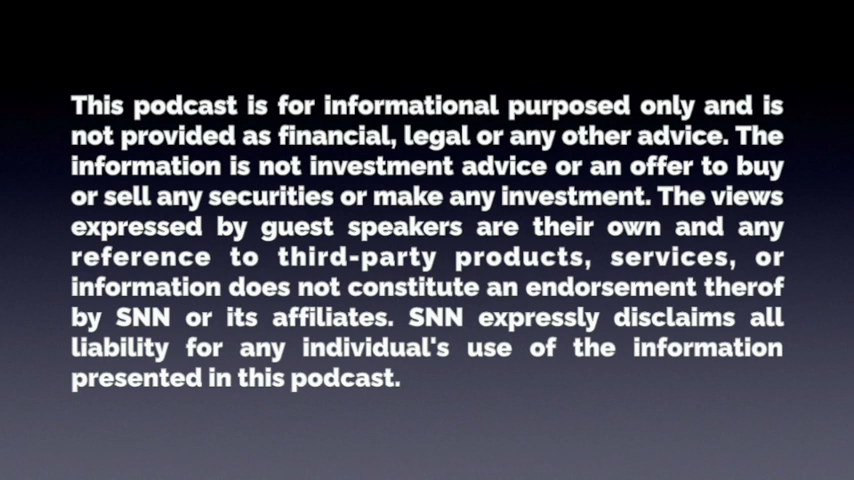 This podcast is for informational purposed only and is
not provided as financial, legal or any other advice. The
information is not investment advice or an offer to buy
or sell any securities or make any investment. The views
expressed by guest speakers are their own and any
reference to third-party products, services, or
information does not constitute an endorsement therof
by SNN or its affiliates. SNN expressly disclaims all
liability for any individual's use of the information
presented in this podcast.